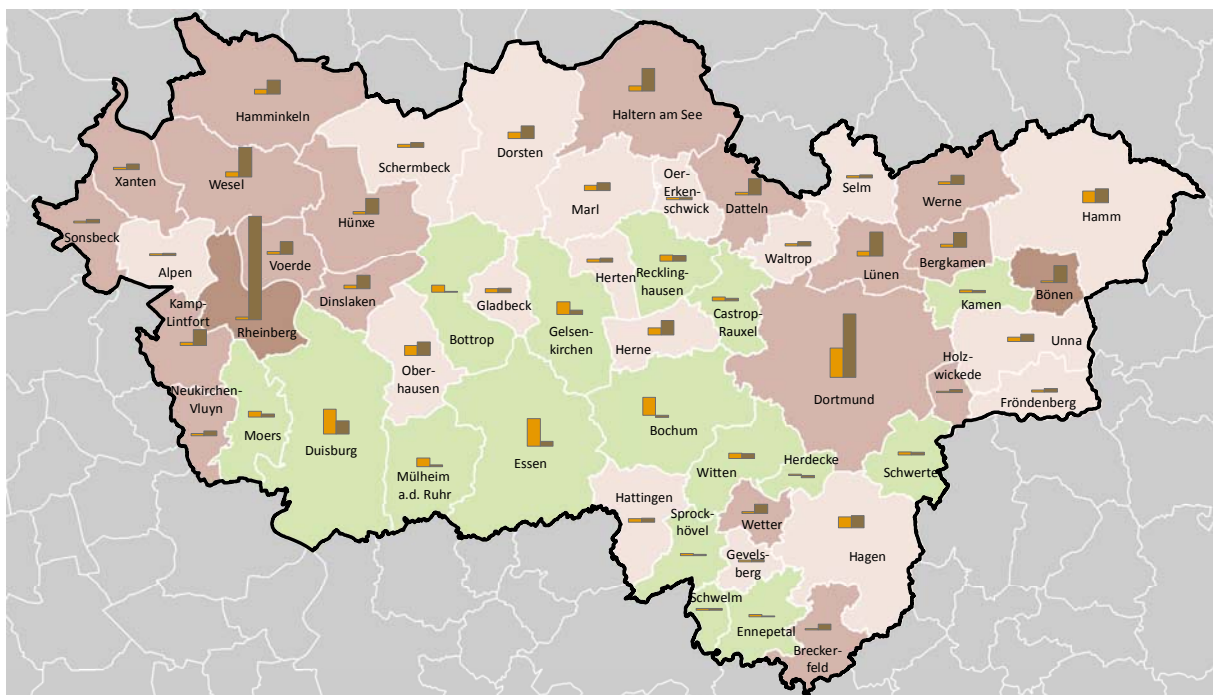 Hamminkeln
Haltern am See
Schermbeck
Dorsten
Xanten
Wesel
Marl
Oer-
Erken-
schwick
Datteln
Selm
Werne
Hamm
Sonsbeck
Hünxe
Alpen
Voerde
Waltrop
Lünen
Bergkamen
Kamp-
Lintfort
Rheinberg
Dinslaken
Gladbeck
Herten
Reckling-
hausen
Castrop-
Rauxel
Kamen
Bönen
Bottrop
Gelsen-
kirchen
Herne
Unna
Ober-
hausen
Holz-
wickede
Neukirchen-
Vluyn
Dortmund
Fröndenberg
Moers
Duisburg
Mülheim
a.d. Ruhr
Essen
Bochum
Witten
Herdecke
Schwerte
Hattingen
Sprock-
hövel
Wetter
Gevels-
berg
Hagen
Schwelm
Ennepetal
Brecker-
feld